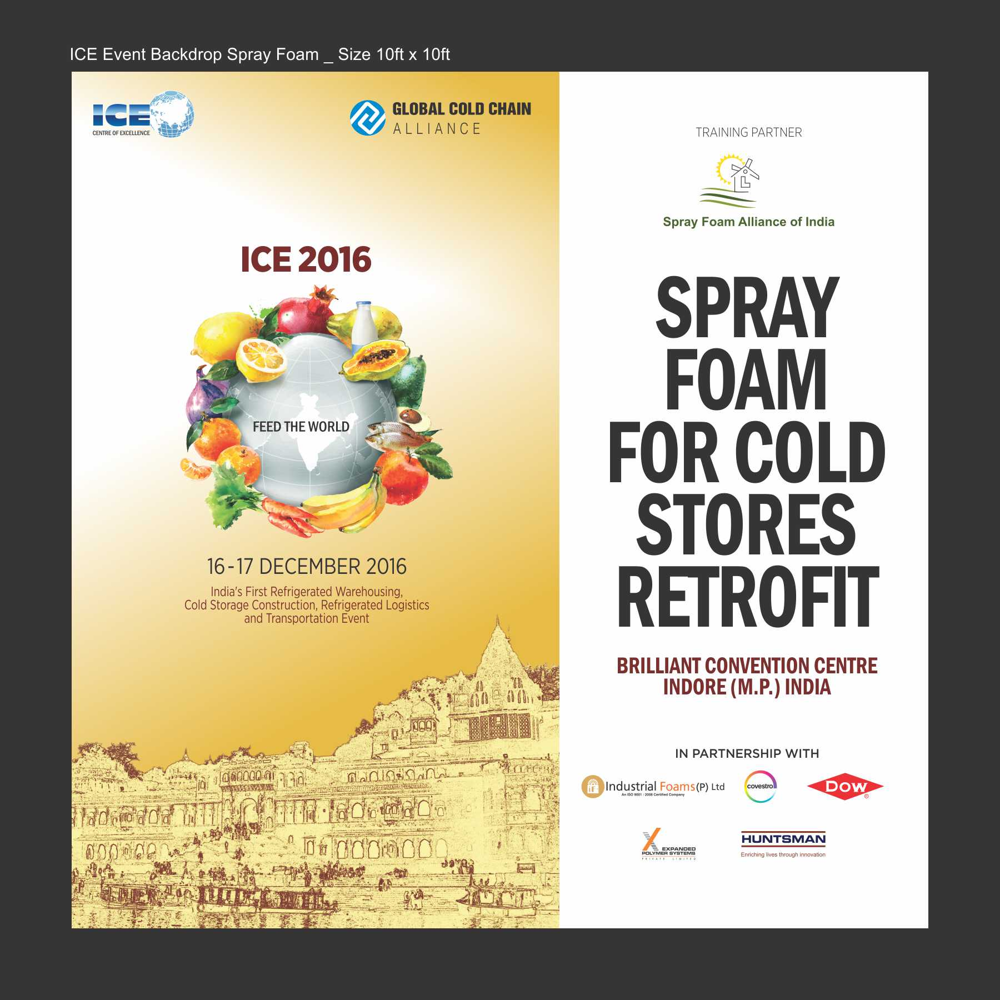 ICE Event Backdrop Spray Foam _ Size 10ft x 10ft
ICE
CENTRE OF EXCELLENCE
GLOBAL COLD CHAIN
ALLIANCE
ICE 2016
FEED THE WORLD
16-17 DECEMBER 2016
India's First Refrigerated Warehousing,
Cold Storage Construction, Refrigerated Logistics
and Transportation Event
TRAINING PARTNER
Spray Foam Alliance of India
SPRAY
FOAM
FOR COLD
STORES
RETROFIT
BRILLIANT CONVENTION CENTRE
INDORE (M.P.) INDIA
IN PARTNERSHIP WITH
Industrial Foams (P) Ltd
An ISO 9001 : 2008 Certified Company
covestro
DOW®
EXPANDED
POLYMER SYSTEMS
PRIVATE LIMITED
HUNTSMAN
Enriching lives through innovation